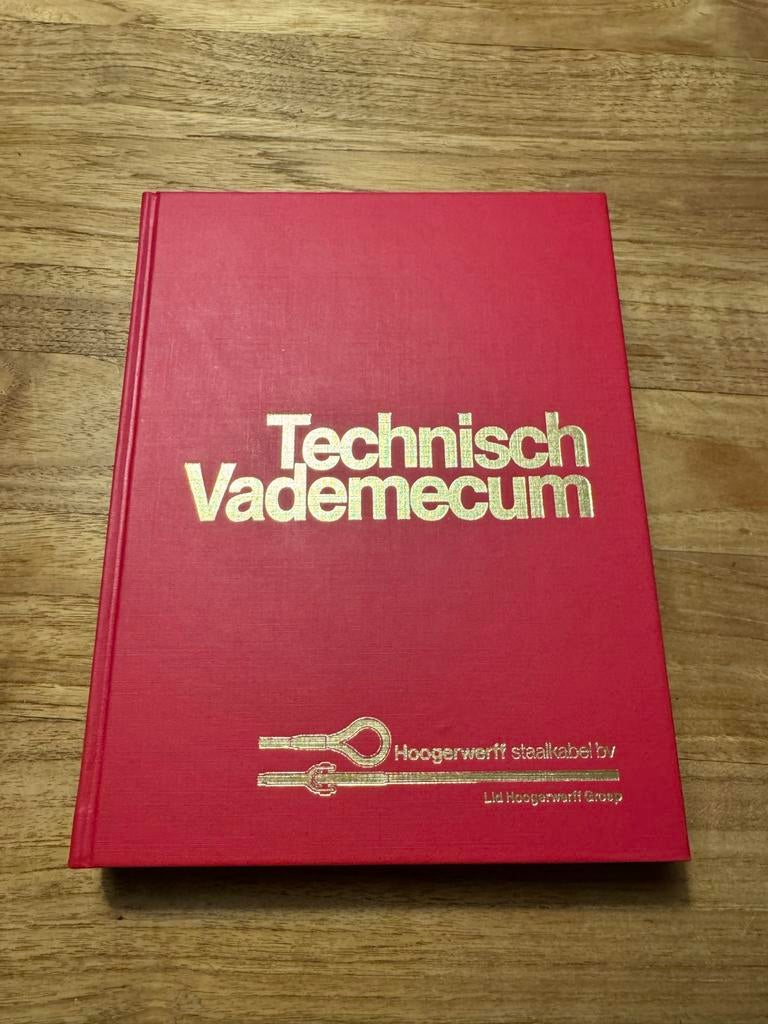 Technisch
Vademecum
Hoogerwerff staalkabel bv
Lid Hoogerwerff Groep